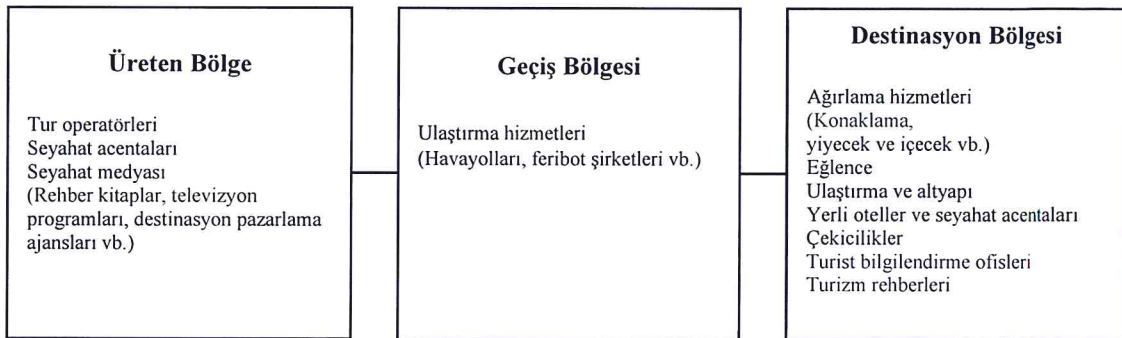 Üreten Bölge
Tur operatörleri
Seyahat acentaları
Seyahat medyası
(Rehber kitaplar, televizyon
programları, destinasyon pazarlama
ajansları vb.)
Geçiş Bölgesi
Ulaştırma hizmetleri
(Havayolları, feribot şirketleri vb.)
Destinasyon Bölgesi
Ağırlama hizmetleri
(Konaklama,
yiyecek ve içecek vb.)
Eğlence
Ulaştırma ve altyapı
Yerli oteller ve seyahat acentaları
Çekicilikler
Turist bilgilendirme ofisleri
Turizm rehberleri